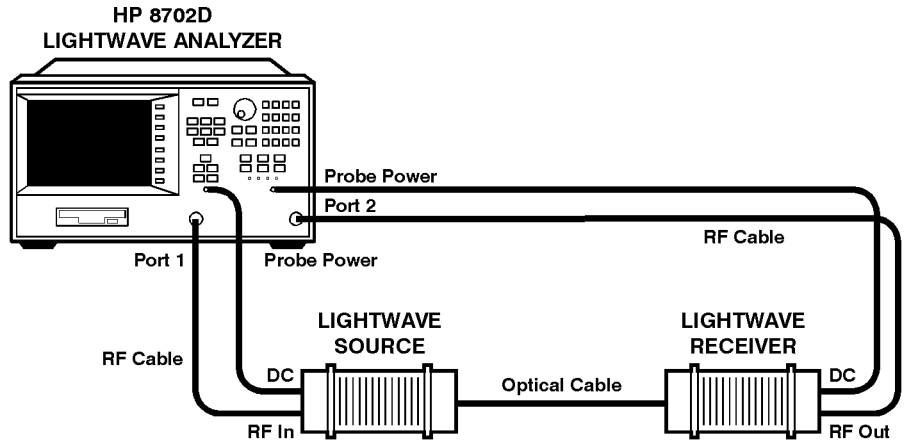 HP 8702D
LIGHTWAVE ANALYZER
Probe Power
Port 2
RF Cable
Port 1
Probe Power
LIGHTWAVE
SOURCE
LIGHTWAVE
RECEIVER
RF Cable
DC
Optical Cable
DC
RF In
RF Out